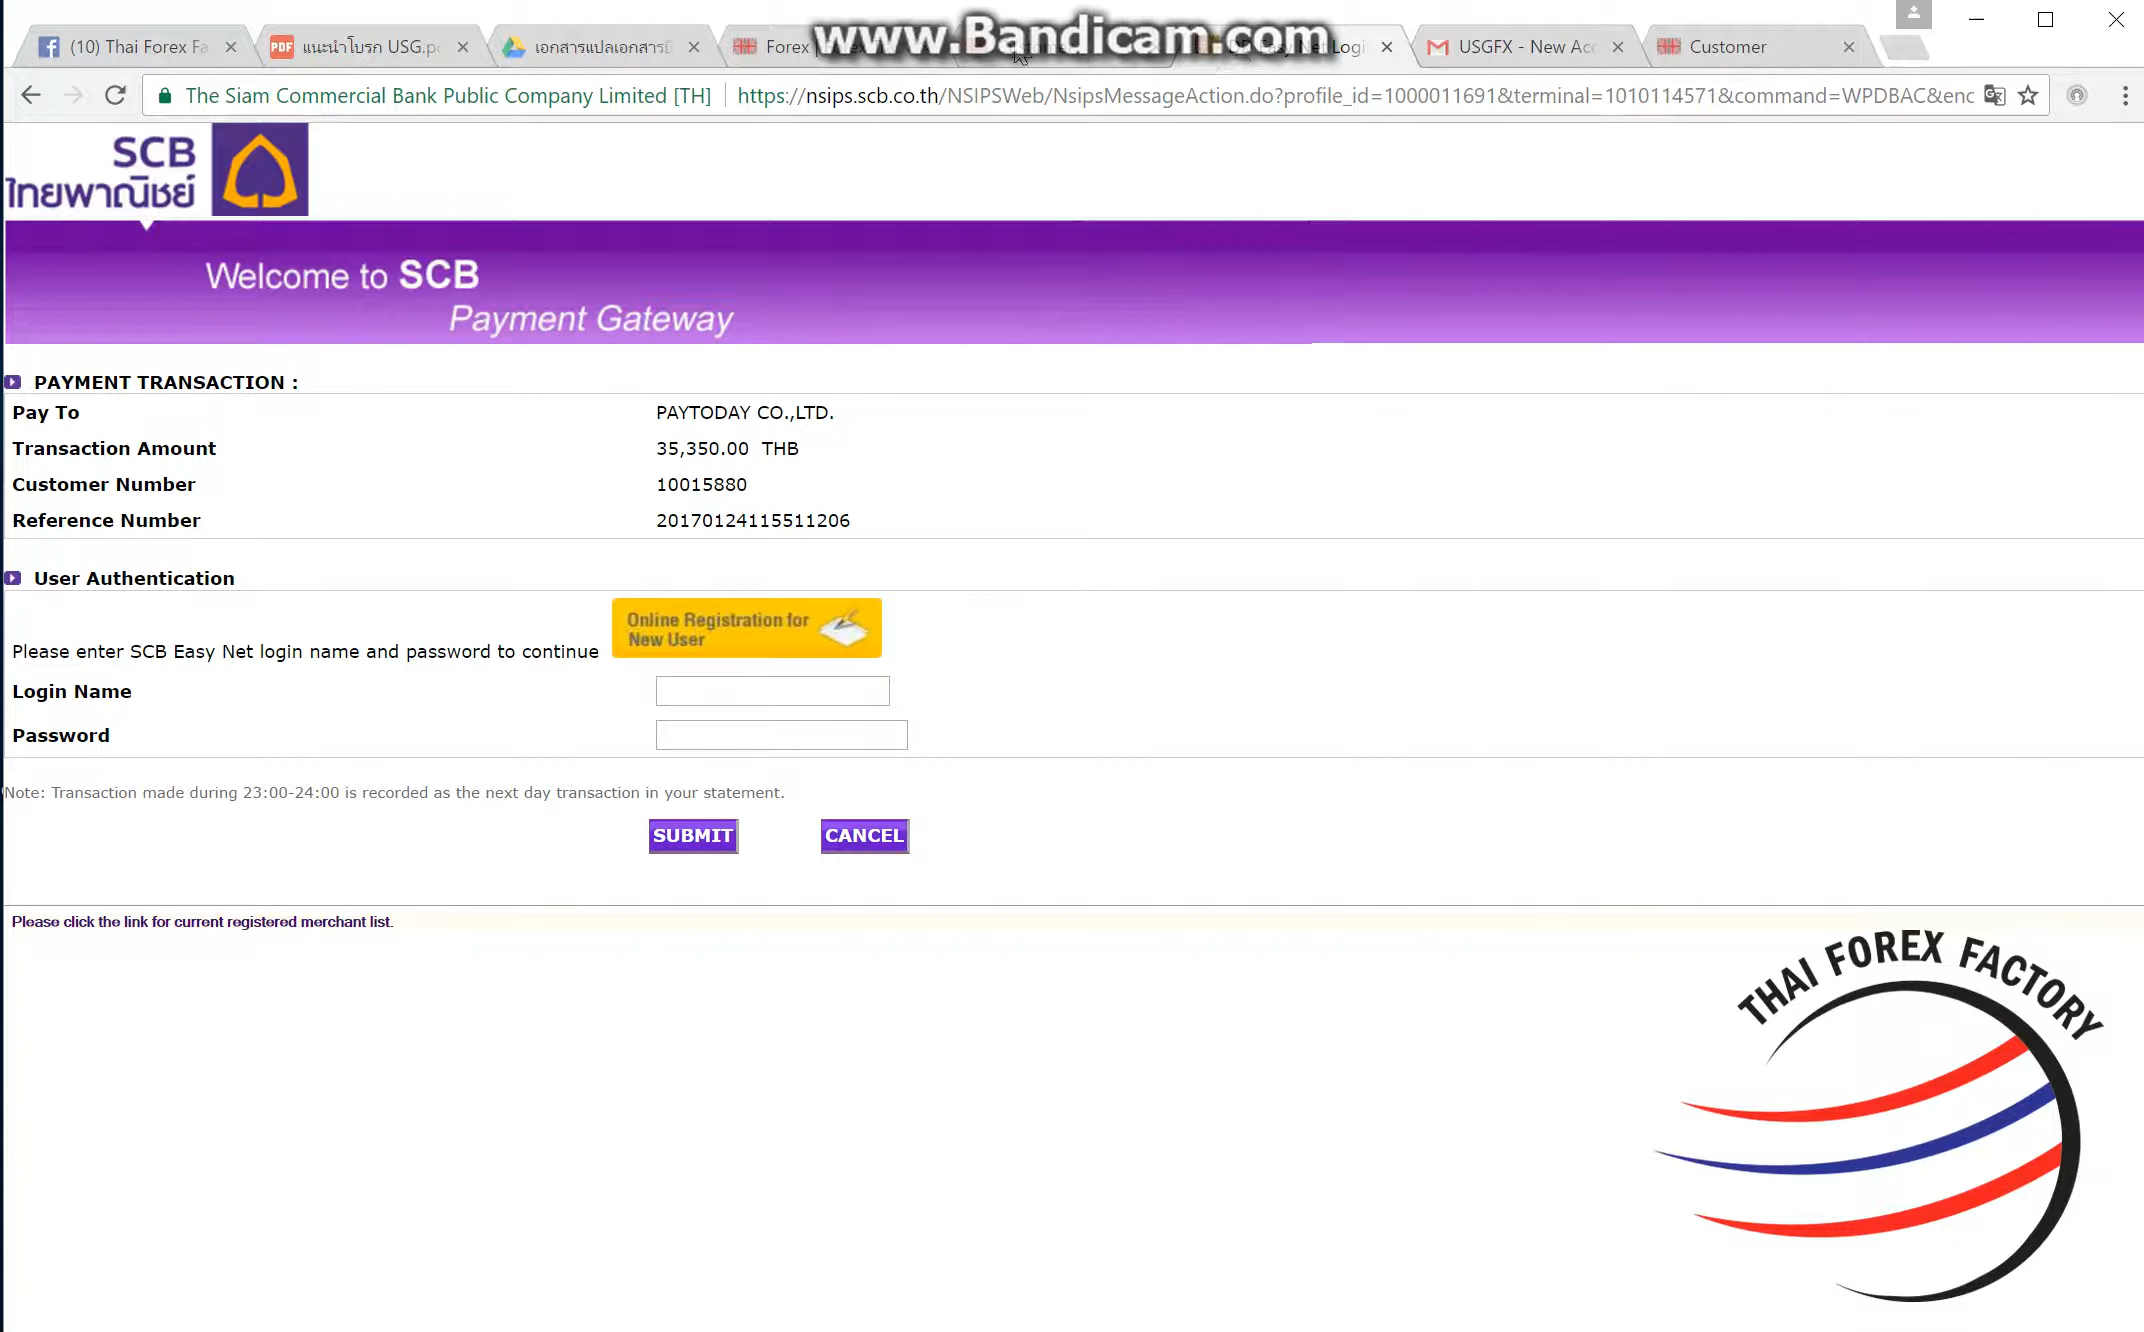 www.Bandicam.com
(10) Thai Forex Fa
แนะนำโบรก USG.p
เอกสารแปลเอกสารยื
Forex
Easy Net Logi
USGFX - New Acc
Customer
The Siam Commercial Bank Public Company Limited [TH]
https://nsips.scb.co.th/NSIPSWeb/NsipsMessageAction.do?profile_id=1000011691&terminal=1010114571&command=WPDBAC&enc
SCB
ไทยพาณิชย์
Welcome to SCB
Payment Gateway
PAYMENT TRANSACTION :
Pay To PAYTODAY CO.,LTD.
Transaction Amount 35,350.00 THB
Customer Number 10015880
Reference Number 20170124115511206
User Authentication
Online Registration for
New User
Please enter SCB Easy Net login name and password to continue
Login Name
Password
Note: Transaction made during 23:00-24:00 is recorded as the next day transaction in your statement.
SUBMIT CANCEL
Please click the link for current registered merchant list.
THAI FOREX FACTORY